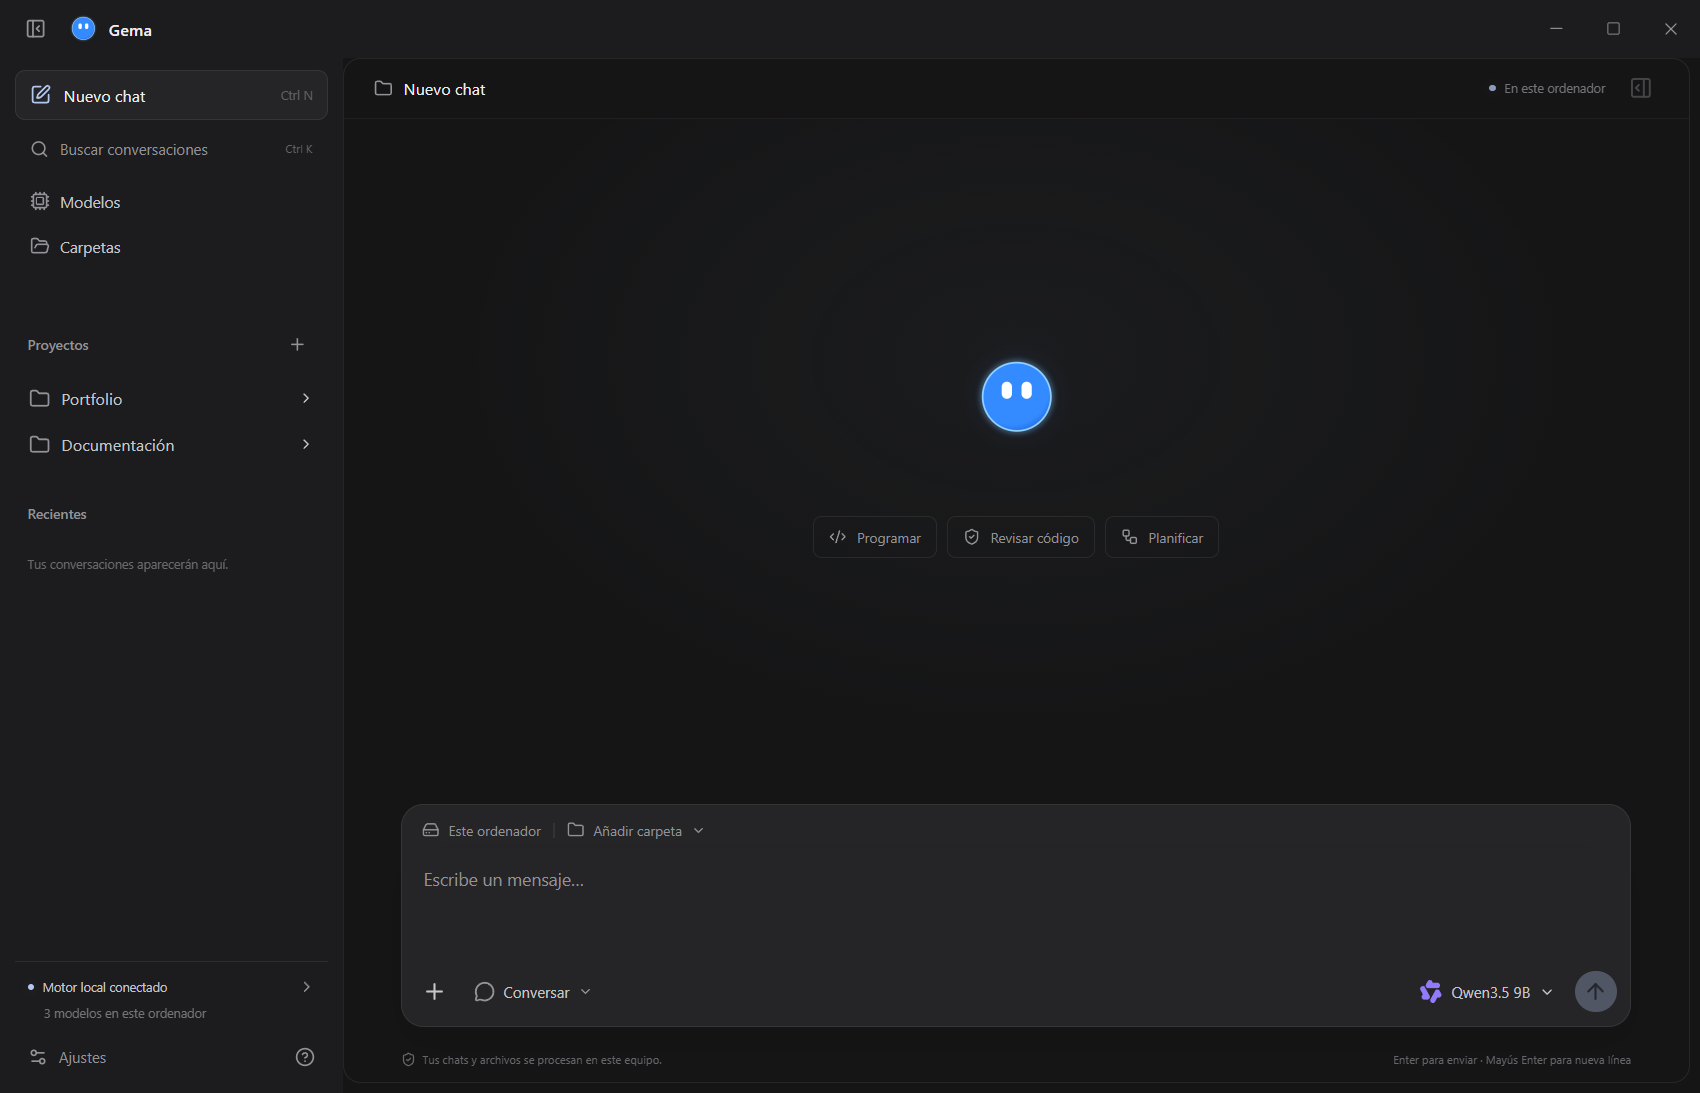 Gema
Nuevo chat
Ctrl N
Buscar conversaciones
Ctrl K
Modelos
Carpetas
Proyectos
Portfolio
Documentación
Recientes
Tus conversaciones aparecerán aquí.
Motor local conectado
3 modelos en este ordenador
Ajustes
Nuevo chat
En este ordenador
Programar
Revisar código
Planificar
Este ordenador
Añadir carpeta
Escribe un mensaje...
Conversar
Qwen3.5 9B
Tus chats y archivos se procesan en este equipo.
Enter para enviar · Mayús Enter para nueva línea